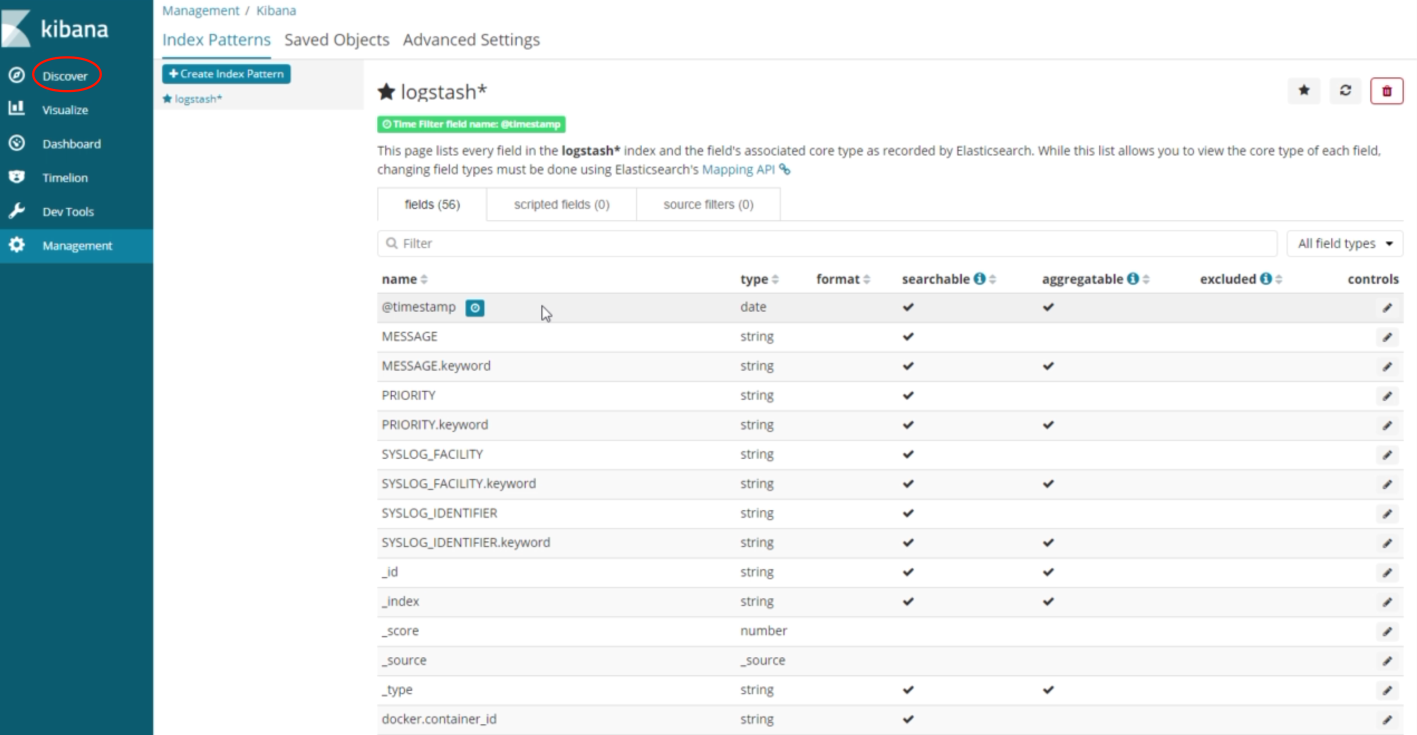 kibana
Discover
Visualize
Dashboard
Timelion
Dev Tools
Management
Management / Kibana
Index Patterns Saved Objects Advanced Settings
Create Index Pattern
logstash*
logstash*
Time Filter field name: @timestamp
This page lists every field in the logstash* index and the field's associated core type as recorded by Elasticsearch. While this list allows you to view the core type of each field,
changing field types must be done using Elasticsearch's Mapping API
fields (56) scripted fields (0) source filters (0)
Filter All field types
name type format searchable aggregatable excluded controls
@timestamp date
MESSAGE string
MESSAGE.keyword string
PRIORITY string
PRIORITY.keyword string
SYSLOG_FACILITY string
SYSLOG_FACILITY.keyword string
SYSLOG_IDENTIFIER string
SYSLOG_IDENTIFIER.keyword string
_id string
_index string
_score number
_source _source
_type string
docker.container_id string